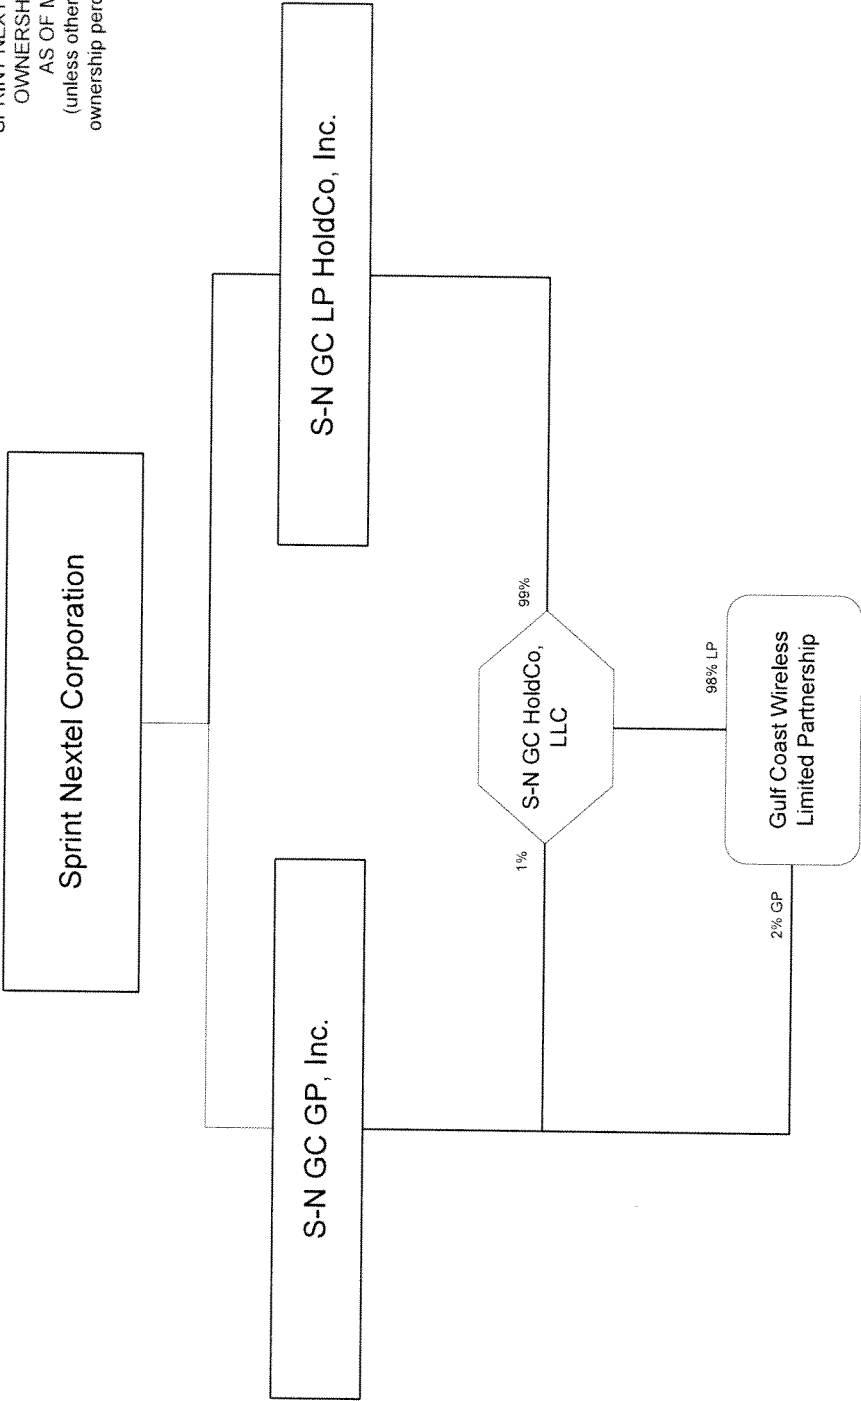 OWNERSH
AS OF M
(unless other
ownership perc
Sprint Nextel Corporation
S-N GC GP, Inc.
S-N GC LP HoldCo, Inc.
1%
99%
S-N GC HoldCo,
LLC
2% GP
98% LP
Gulf Coast Wireless
Limited Partnership